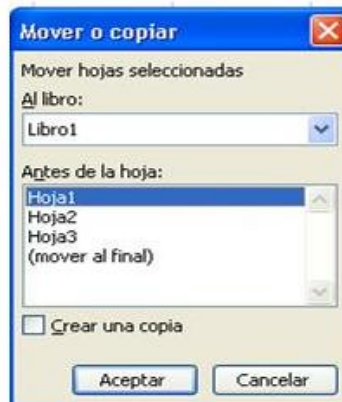 Mover o copiar
Mover hojas seleccionadas
Al libro:
Libro1
Antes de la hoja:
Hoja1
Hoja2
Hoja3
(mover al final)
Crear una copia
Aceptar
Cancelar